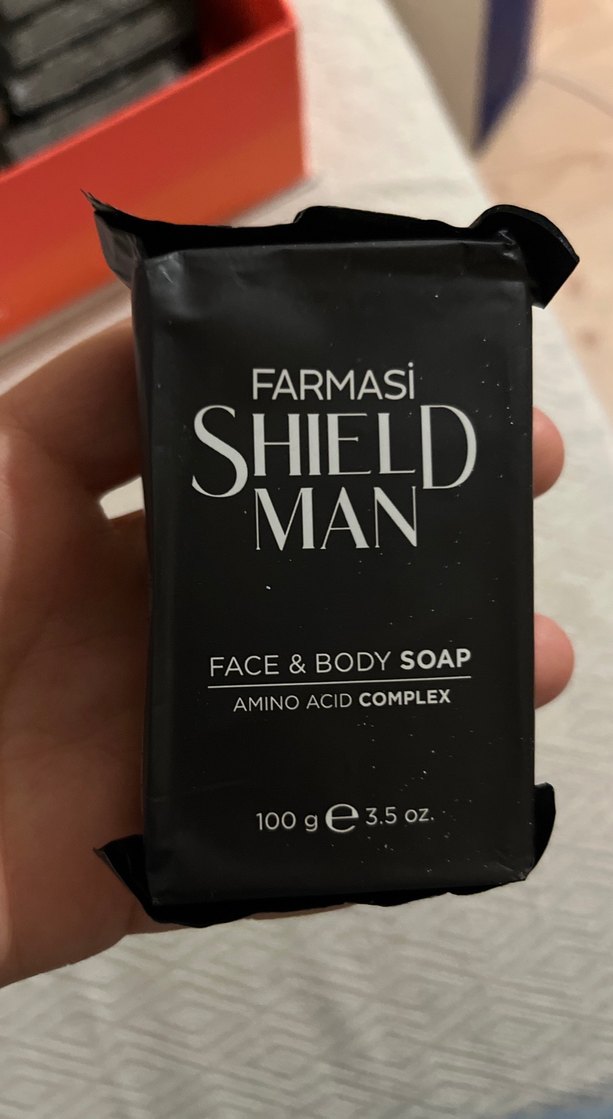 FARMASi
SHIELD
MAN
FACE & BODY SOAP
AMINO ACID COMPLEX
100 g ℮ 3.5 oz.